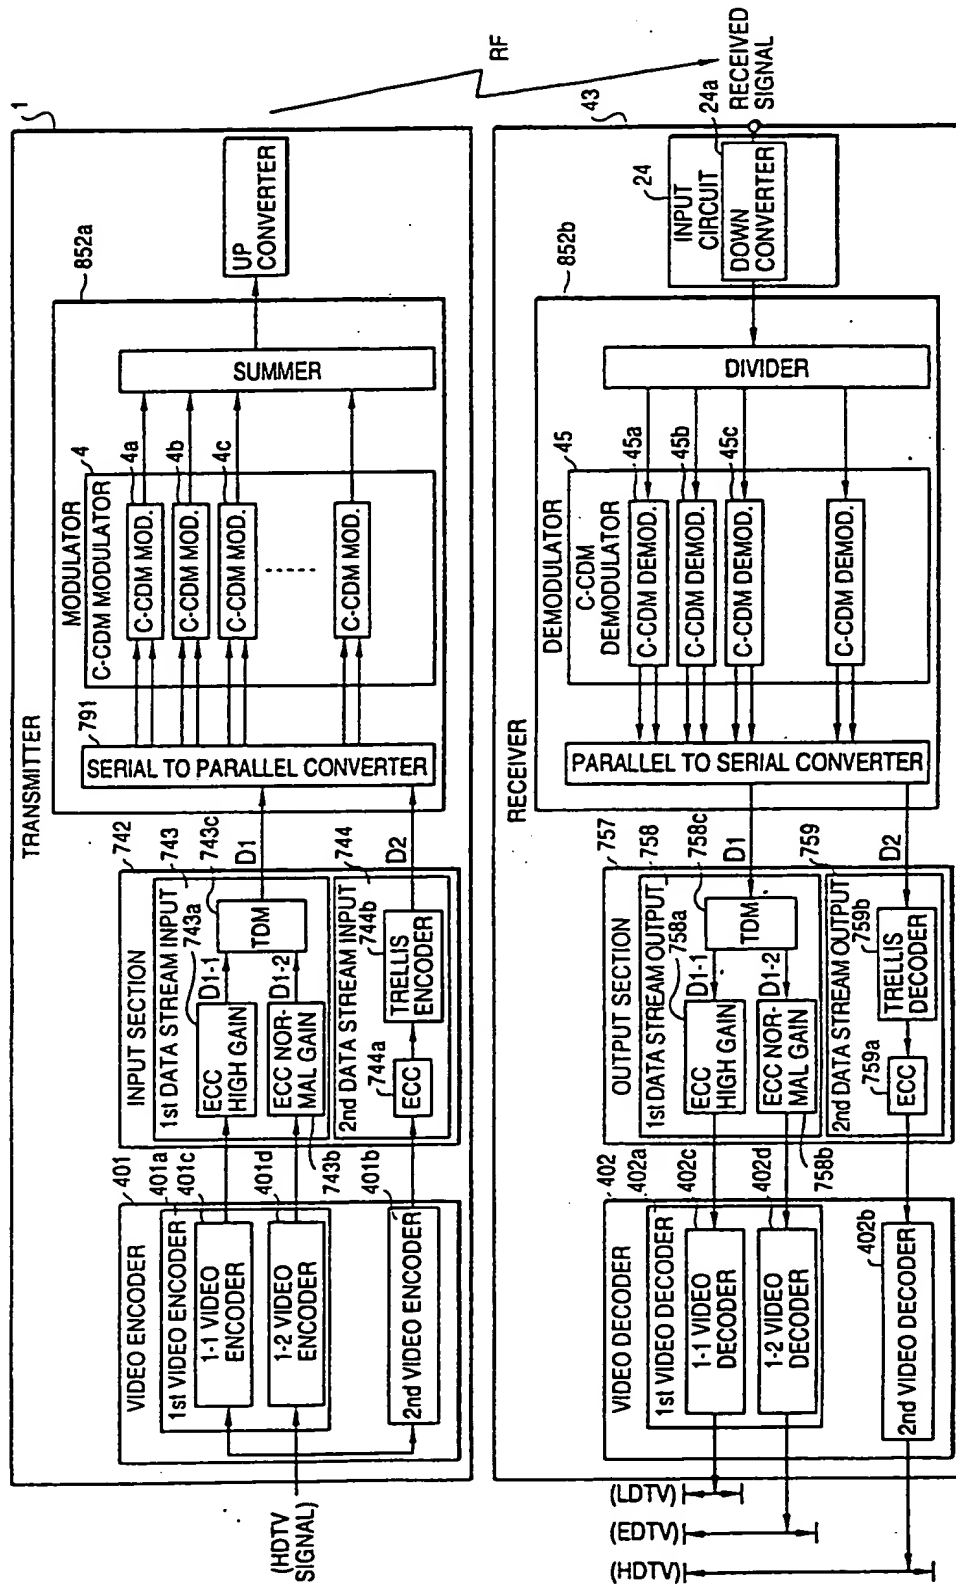 TRANSMITTER
1
(HDTV
SIGNAL)
VIDEO ENCODER
401
1st VIDEO ENCODER
401a
401c
1-1 VIDEO
ENCODER
401d
1-2 VIDEO
ENCODER
401b
2nd VIDEO ENCODER
INPUT SECTION
742
1st DATA STREAM INPUT
743
743a
ECC
HIGH GAIN
D1-1
743c
TDM
ECC NOR-
MAL GAIN
743b
D1-2
2nd DATA STREAM INPUT
744
744a
ECC
744b
TRELLIS
ENCODER
D1
D2
MODULATOR
852a
791
SERIAL TO PARALLEL CONVERTER
C-CDM MODULATOR
4
4a
C-CDM MOD.
4b
C-CDM MOD.
4c
C-CDM MOD.
C-CDM MOD.
SUMMER
UP
CONVERTER
RF
RECEIVER
43
RECEIVED
SIGNAL
24
INPUT
CIRCUIT
24a
DOWN
CONVERTER
DEMODULATOR
852b
DIVIDER
C-CDM
DEMODULATOR
45
45a
C-CDM DEMOD.
45b
C-CDM DEMOD.
45c
C-CDM DEMOD.
C-CDM DEMOD.
PARALLEL TO SERIAL CONVERTER
D1
D2
OUTPUT SECTION
757
1st DATA STREAM OUTPUT
758
758a
ECC
HIGH GAIN
D1-1
758c
TDM
ECC NOR-
MAL GAIN
758b
D1-2
2nd DATA STREAM OUTPUT
759
759a
ECC
759b
TRELLIS
DECODER
VIDEO DECODER
402
1st VIDEO DECODER
402a
402c
1-1 VIDEO
DECODER
402d
1-2 VIDEO
DECODER
402b
2nd VIDEO DECODER
(LDTV)
(EDTV)
(HDTV)